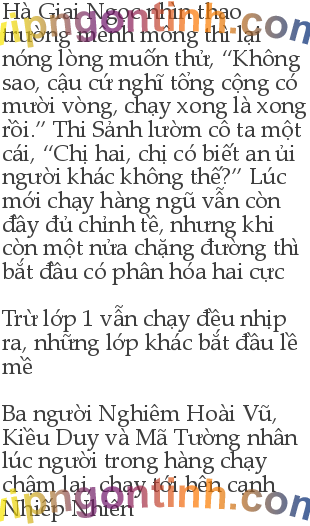 Hà Giai Ngọc nhìn thao
trường mênh mông thì lại
nóng lòng muốn thử, “Không
sao, cậu cứ nghĩ tổng cộng có
mười vòng, chạy xong là xong
rồi.” Thi Sảnh lườm cô ta một
cái, “Chị hai, chị có biết an ủi
người khác không thế?” Lúc
mới chạy hàng ngũ vẫn còn
đầy đủ chỉnh tề, nhưng khi
còn một nửa chặng đường thì
bắt đầu có phân hóa hai cực
Trừ lớp 1 vẫn chạy đều nhịp
ra, những lớp khác bắt đầu lề
mề
Ba người Nghiêm Hoài Vũ,
Kiều Duy và Mã Tường nhân
lúc người trong hàng chạy
chậm lại, chạy tới bên cạnh
Nhiếp Nhiên
vipngontinh.com
vipngontinh.com